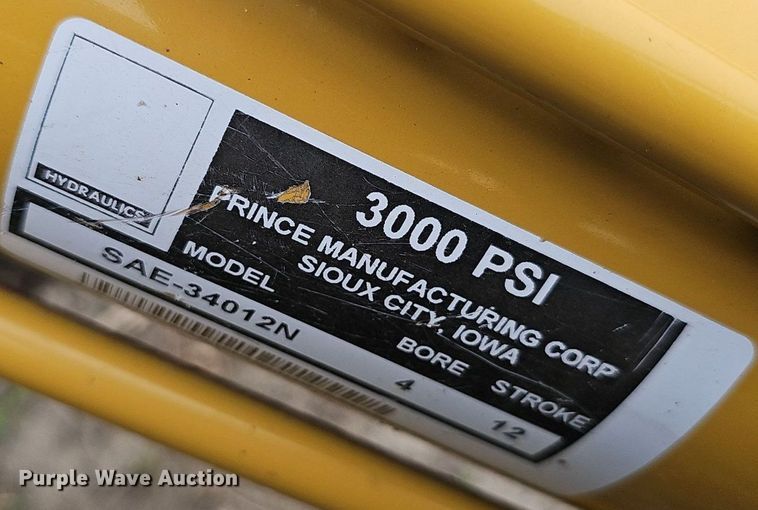 HYDRAULICS
3000 PSI
PRINCE MANUFACTURING CORP
SIOUX CITY, IOWA
MODEL BORE STROKE
SAE-34012N 4 12
Purple Wave Auction